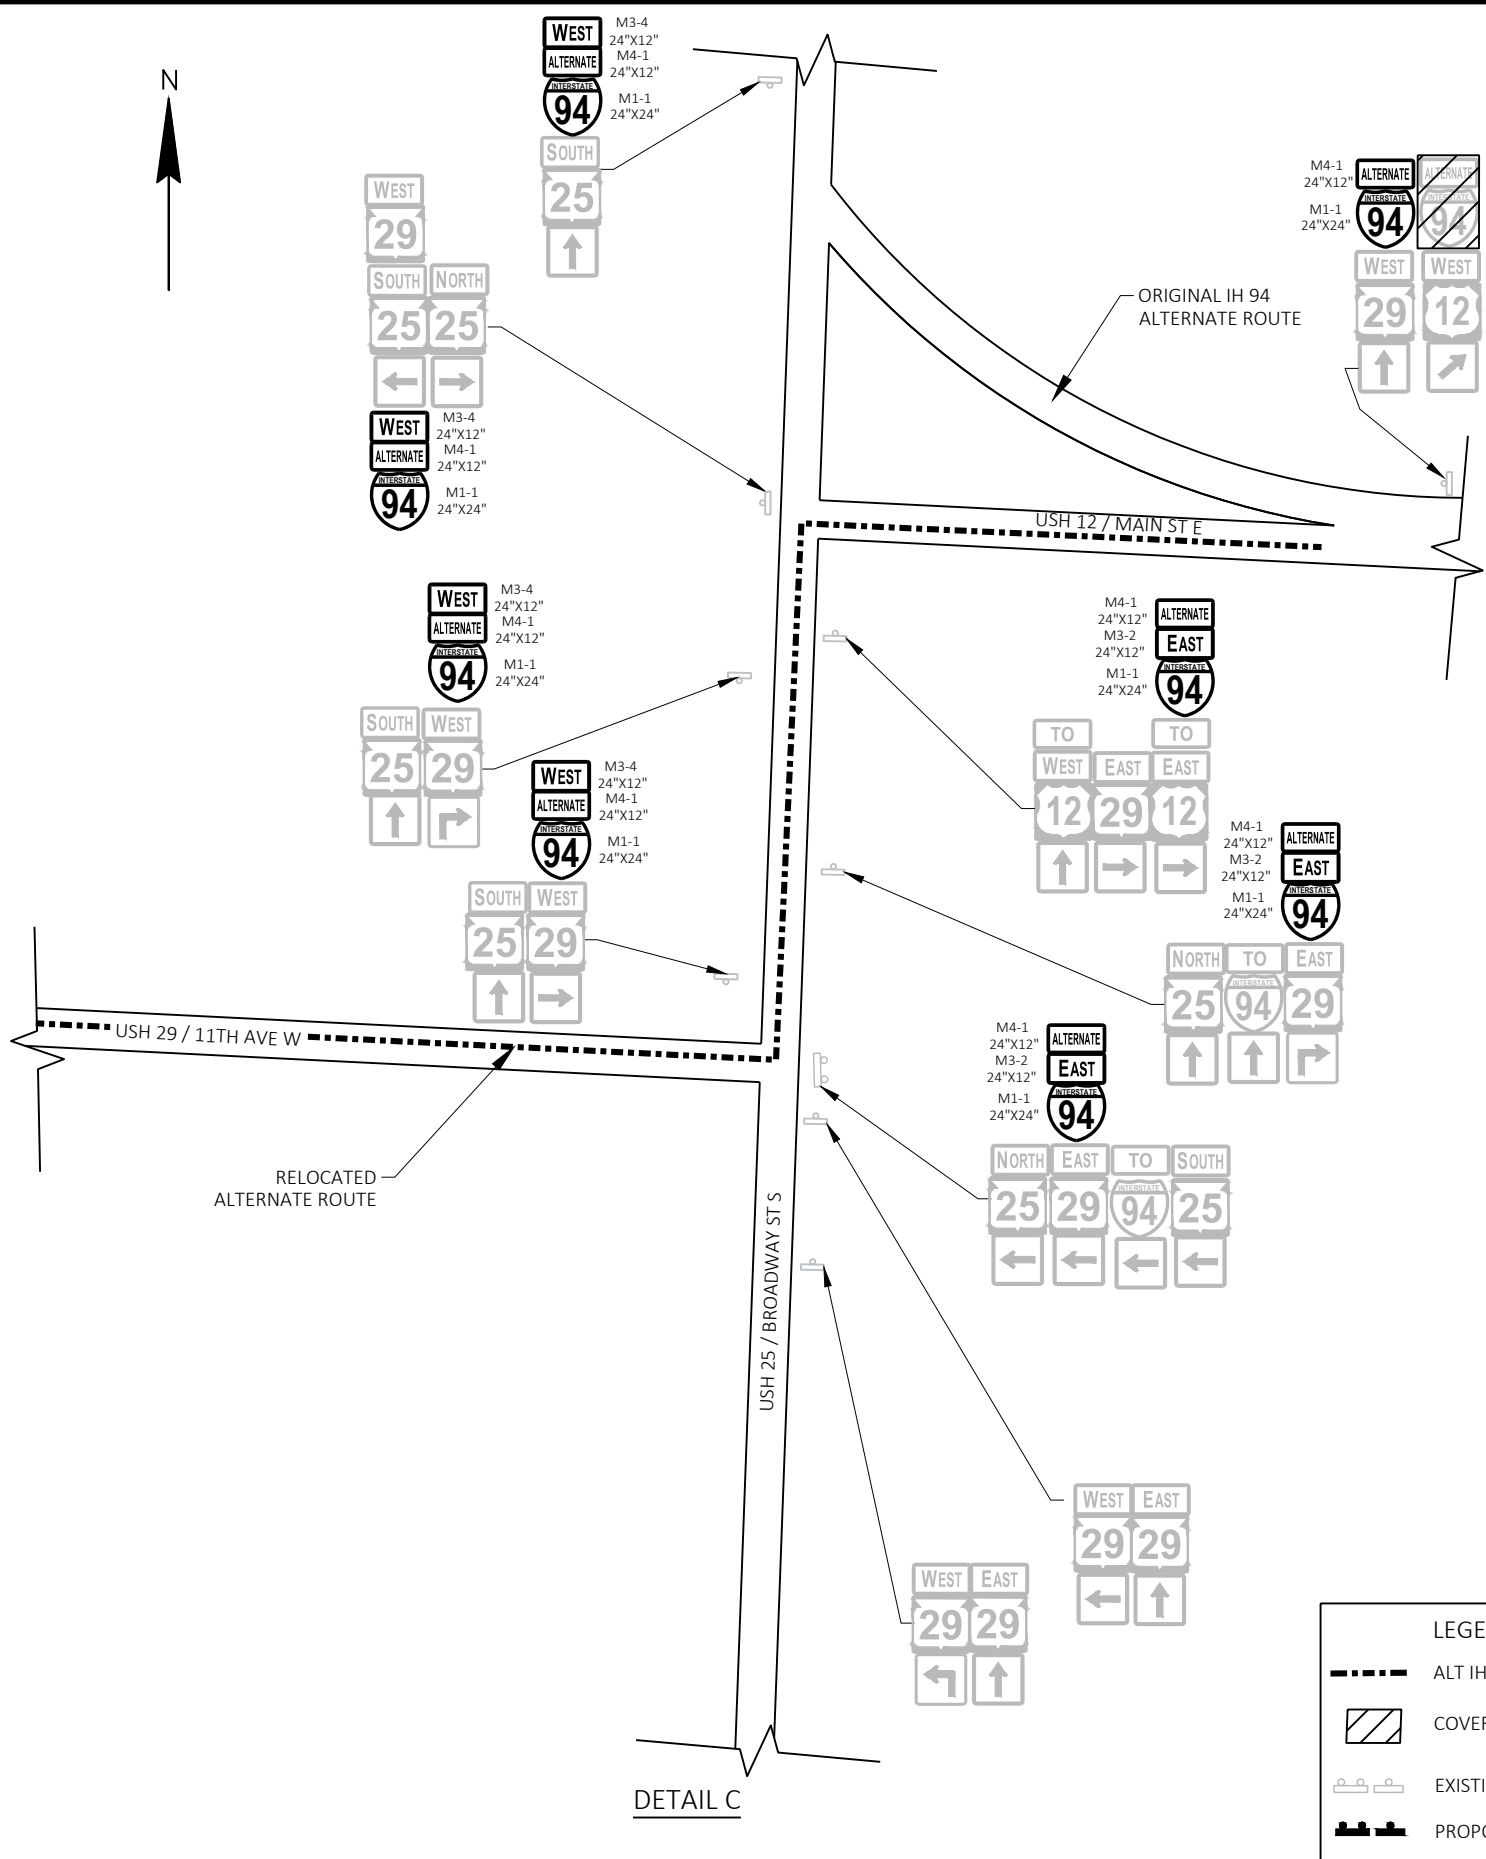 WEST
ALTERNATE
INTERSTATE
94
M3-4
24"X12"
M4-1
24"X12"
M1-1
24"X24"
SOUTH
25
N
WEST
29
SOUTH NORTH
25 25
WEST
ALTERNATE
INTERSTATE
94
M3-4
24"X12"
M4-1
24"X12"
M1-1
24"X24"
M4-1
24"X12"
M1-1
24"X24"
ALTERNATE ALTERNATE
INTERSTATE INTERSTATE
94 94
WEST WEST
29 12
ORIGINAL IH 94
ALTERNATE ROUTE
USH 12 / MAIN ST E
WEST
ALTERNATE
INTERSTATE
94
M3-4
24"X12"
M4-1
24"X12"
M1-1
24"X24"
SOUTH WEST
25 29
M4-1
24"X12"
M3-2
24"X12"
M1-1
24"X24"
ALTERNATE
EAST
INTERSTATE
94
TO TO
WEST EAST EAST
12 29 12
WEST
ALTERNATE
INTERSTATE
94
M3-4
24"X12"
M4-1
24"X12"
M1-1
24"X24"
SOUTH WEST
25 29
M4-1
24"X12"
M3-2
24"X12"
M1-1
24"X24"
ALTERNATE
EAST
INTERSTATE
94
NORTH TO EAST
INTERSTATE
25 94 29
USH 29 / 11TH AVE W
M4-1
24"X12"
M3-2
24"X12"
M1-1
24"X24"
ALTERNATE
EAST
INTERSTATE
94
NORTH EAST TO SOUTH
INTERSTATE
25 29 94 25
RELOCATED
ALTERNATE ROUTE
USH 25 / BROADWAY ST S
WEST EAST
29 29
WEST EAST
29 29
LEGE
ALT IH
COVER
EXISTI
PROPO
DETAIL C